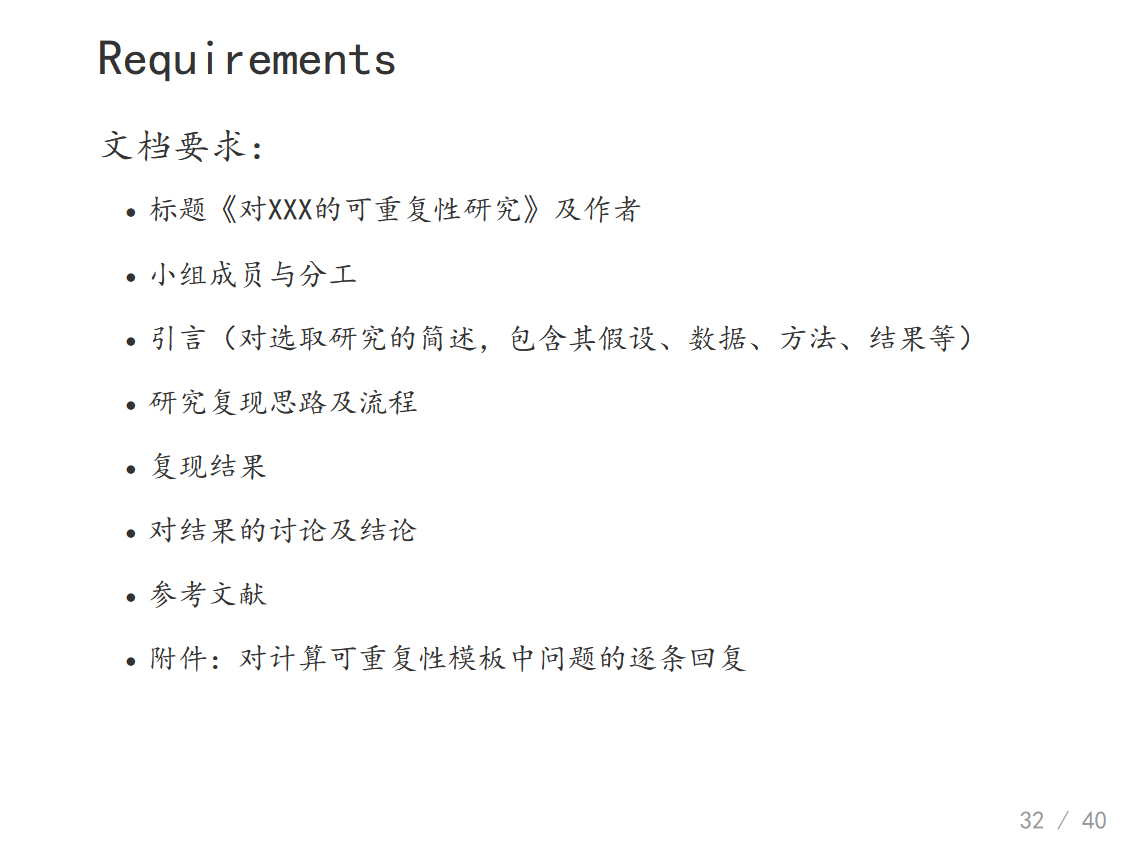 Requirements
文档要求：
• 标题《对XXX的可重复性研究》及作者
• 小组成员与分工
• 引言（对选取研究的简述，包含其假设、数据、方法、结果等）
• 研究复现思路及流程
• 复现结果
• 对结果的讨论及结论
• 参考文献
• 附件：对计算可重复性模板中问题的逐条回复
32 / 40